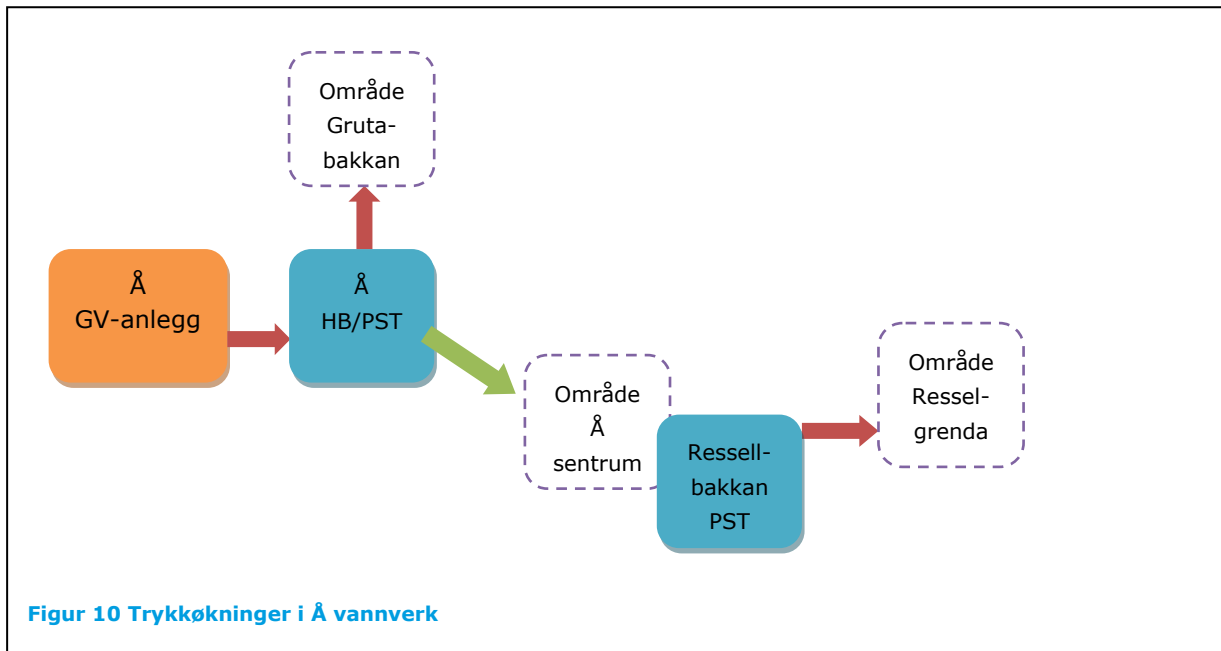 Område
Gruta-
bakkan
Å
GV-anlegg
Å
HB/PST
Område
Å
sentrum
Ressell-
bakkan
PST
Område
Ressel-
grenda
Figur 10 Trykkøkninger i Å vannverk